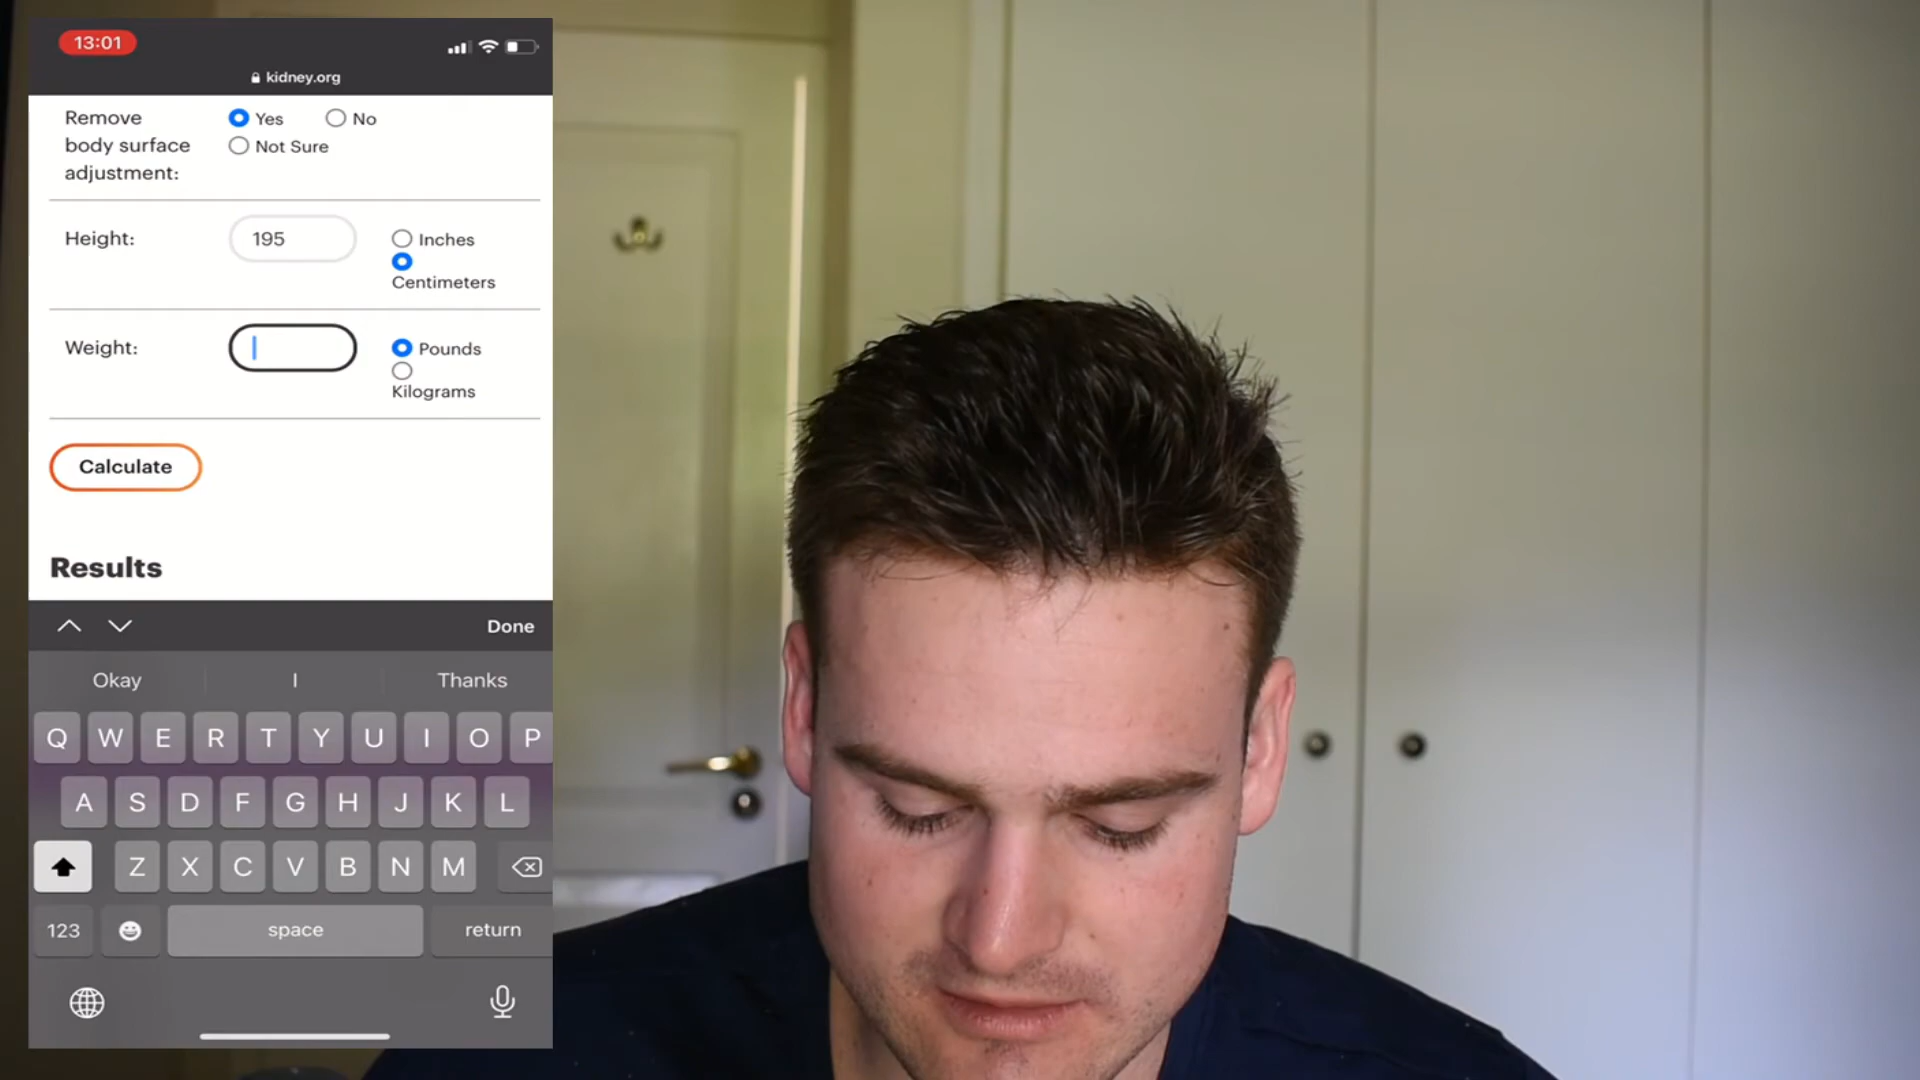 13:01
kidney.org
Remove
body surface
adjustment:
Yes
No
Not Sure
Height:
195
Inches
Centimeters
Weight:
Pounds
Kilograms
Calculate
Results
Done
Okay
I
Thanks
Q W E R T Y U I O P
A S D F G H J K L
Z X C V B N M
123
space
return